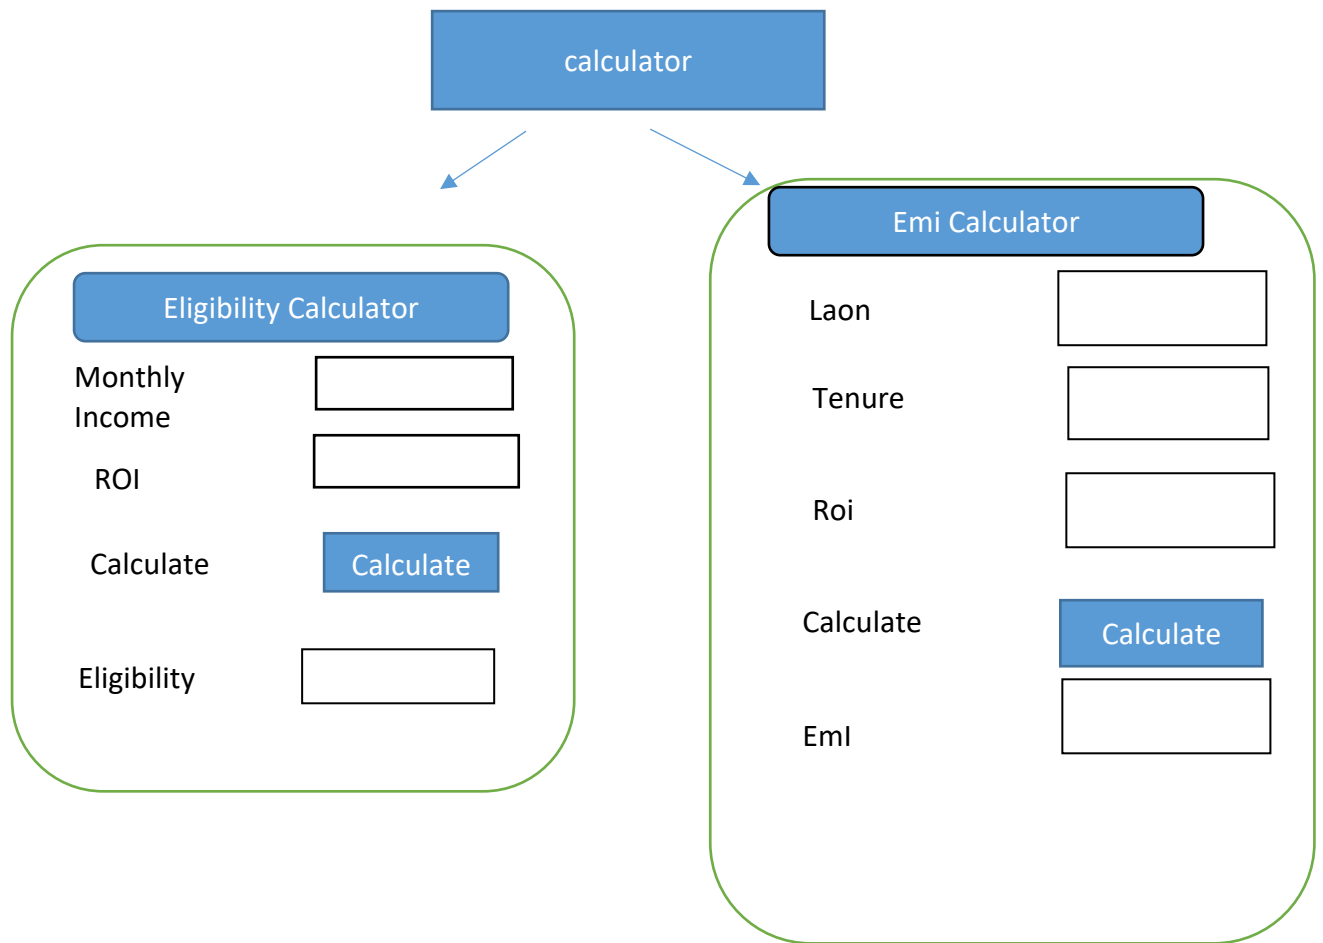 calculator
Eligibility Calculator
Monthly
Income
ROI
Calculate
Calculate
Eligibility
Emi Calculator
Laon
Tenure
Roi
Calculate
Calculate
EmI